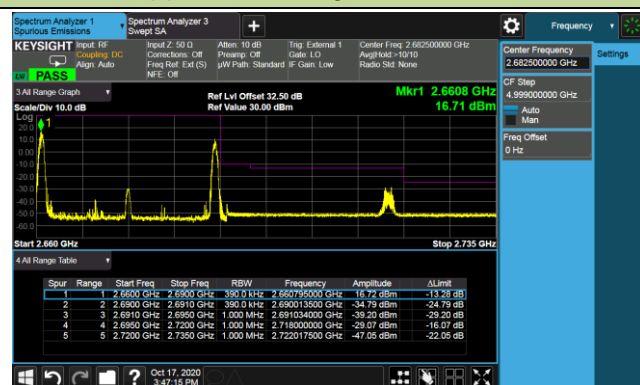 Spectrum Analyzer 1
Spurious Emissions
Spectrum Analyzer 3
Swept SA
Frequency
KEYSIGHT
Input: RF
Coupling: DC
Align: Auto
Input Z: 50 Ω
Corrections: Off
Freq Ref: Ext (S)
NFE: Off
Atten: 10 dB
Preamp: Off
µW Path: Standard
Trig: External 1
Gate: LO
IF Gain: Low
Center Freq: 2.682500000 GHz
Avg|Hold:>10/10
Radio Std: None
PASS
3 All Range Graph
Scale/Div 10.0 dB
Ref Lvl Offset 32.50 dB
Ref Value 30.00 dBm
Mkr1 2.6608 GHz
16.71 dBm
Log
20.0
10.0
0.00
-10.0
-20.0
-30.0
-40.0
-50.0
-60.0
1
Start 2.660 GHz
Stop 2.735 GHz
4 All Range Table
Spur Range Start Freq Stop Freq RBW Frequency Amplitude ΔLimit
1 1 2.6600 GHz 2.6900 GHz 390.0 kHz 2.660795000 GHz 16.72 dBm -13.28 dB
2 2 2.6900 GHz 2.6910 GHz 390.0 kHz 2.690013500 GHz -34.79 dBm -24.79 dB
3 3 2.6910 GHz 2.6950 GHz 1.000 MHz 2.691034000 GHz -39.20 dBm -29.20 dB
4 4 2.6950 GHz 2.7200 GHz 1.000 MHz 2.718000000 GHz -29.07 dBm -16.07 dB
5 5 2.7200 GHz 2.7350 GHz 1.000 MHz 2.722017500 GHz -47.05 dBm -22.05 dB
Center Frequency
2.682500000 GHz
CF Step
4.999000000 GHz
Auto
Man
Freq Offset
0 Hz
Settings
?
Oct 17, 2020
3:47:15 PM